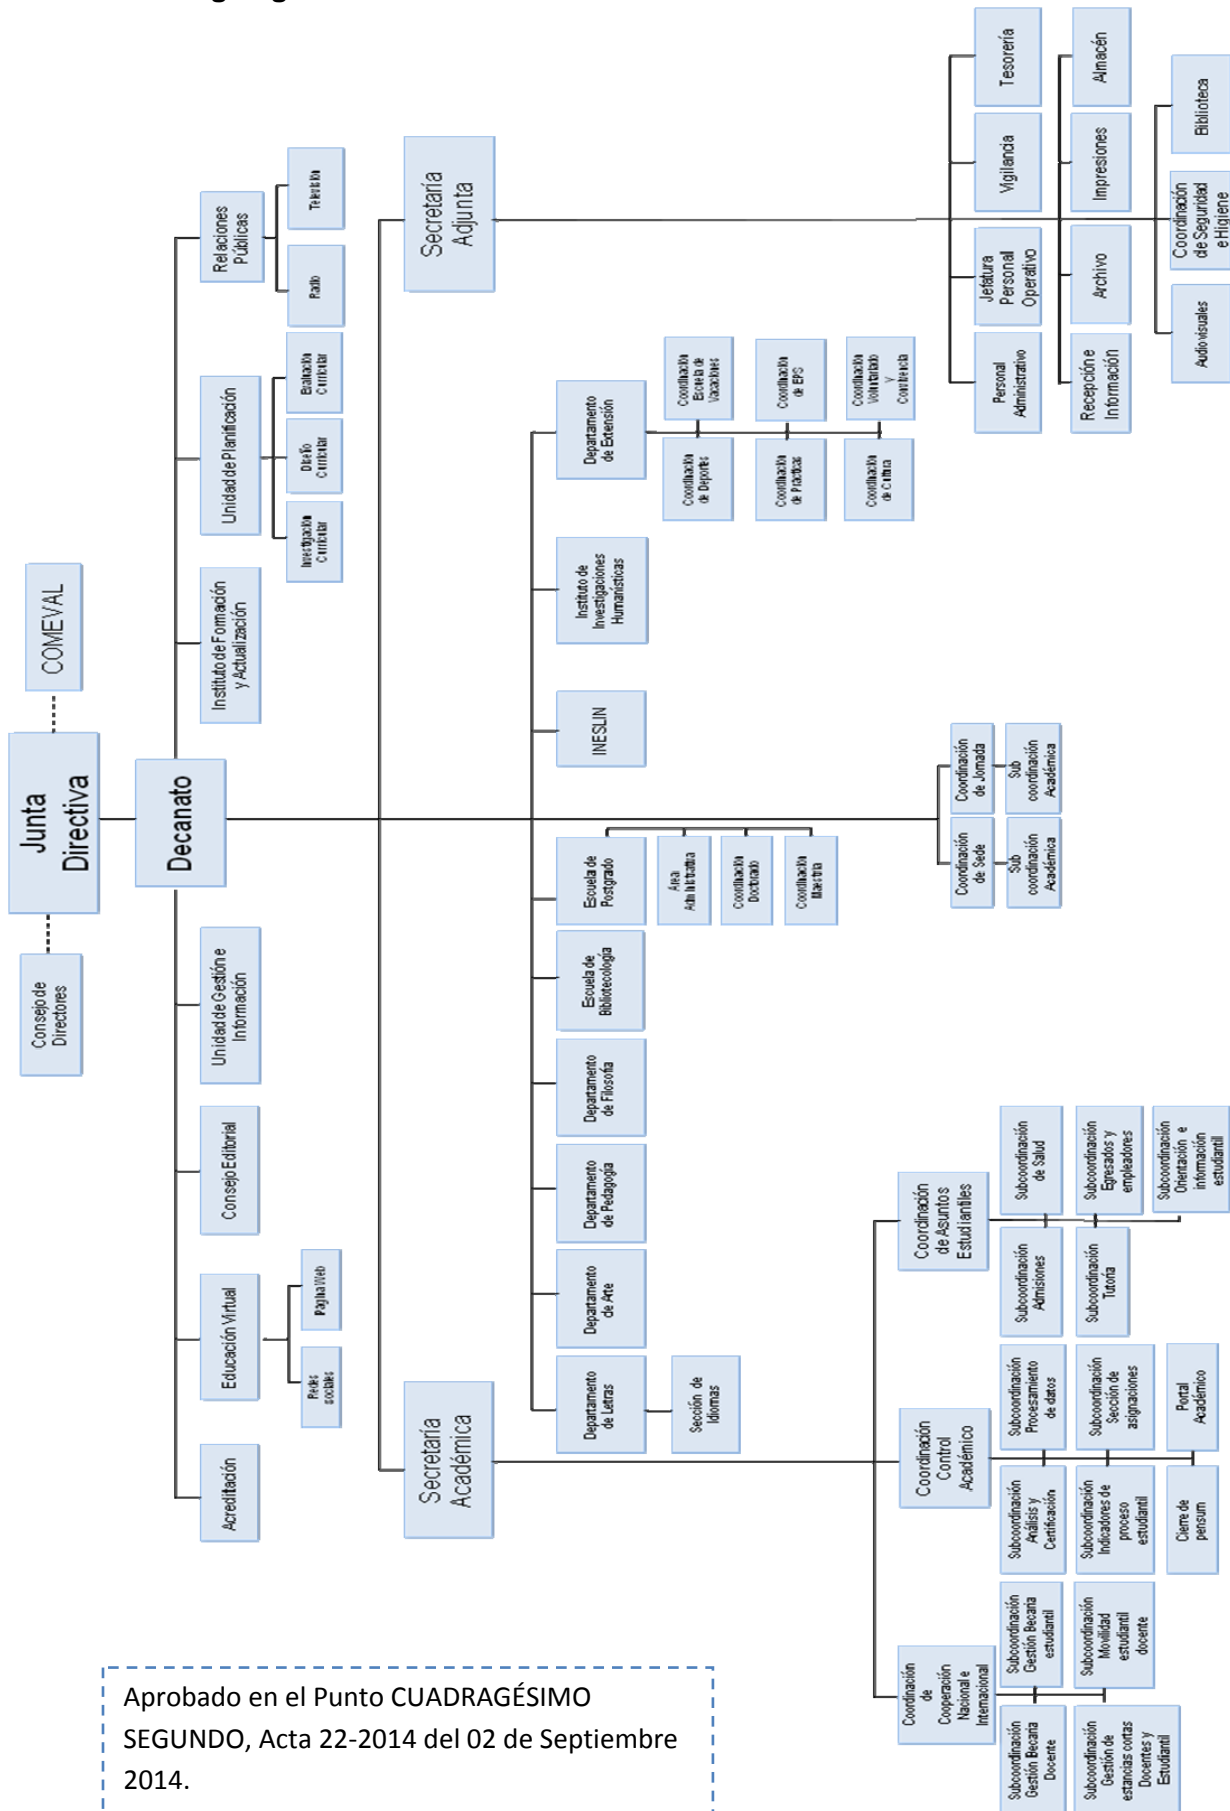 Junta
Directiva
COMEVAL
Consejo de
Directores
Decanato
Acreditación
Educación Virtual
Redes
sociales
Página Web
Consejo Editorial
Unidad de Gestión e
Información
Instituto de Formación
y Actualización
Unidad de Planificación
Investigación
Curricular
Diseño
Curricular
Evaluación
Curricular
Relaciones
Públicas
Radio
Televisión
Secretaría
Académica
Secretaría
Adjunta
Departamento
de Letras
Sección de
Idiomas
Departamento
de Arte
Departamento
de Pedagogía
Departamento
de Filosofía
Escuela de
Bibliotecología
Escuela de
Postgrado
Área
Administrativa
Coordinación
Doctorado
Coordinación
Maestría
INESLIN
Instituto de
Investigaciones
Humanísticas
Departamento
de Extensión
Coordinación
de Deportes
Coordinación
Escuela de
Vacaciones
Coordinación
de Prácticas
Coordinación
de EPS
Coordinación
de Cultura
Coordinación
Voluntariado
y
Convivencia
Coordinación
de
Cooperación
Nacional e
Internacional
Subcoordinación
Gestión Becaria
Docente
Subcoordinación
Gestión Becaria
estudiantil
Subcoordinación
Gestión de
estancias cortas
Docentes y
Estudiantil
Subcoordinación
Movilidad
estudiantil
docente
Coordinación
Control
Académico
Subcoordinación
Análisis y
Certificación
Subcoordinación
Procesamiento
de datos
Subcoordinación
Indicadores de
proceso
estudiantil
Subcoordinación
Sección de
asignaciones
Cierre de
pensum
Portal
Académico
Coordinación
de Asuntos
Estudiantiles
Subcoordinación
Admisiones
Subcoordinación
de Salud
Subcoordinación
Tutoría
Subcoordinación
Egresados y
empleadores
Subcoordinación
Orientación e
información
estudiantil
Coordinación
de Sede
Sub
coordinación
Académica
Coordinación
de Jornada
Sub
coordinación
Académica
Personal
Administrativo
Jefatura
Personal
Operativo
Vigilancia
Tesorería
Recepción e
Información
Archivo
Impresiones
Almacén
Audiovisuales
Coordinación
de Seguridad
e Higiene
Biblioteca
Aprobado en el Punto CUADRAGÉSIMO
SEGUNDO, Acta 22-2014 del 02 de Septiembre
2014.